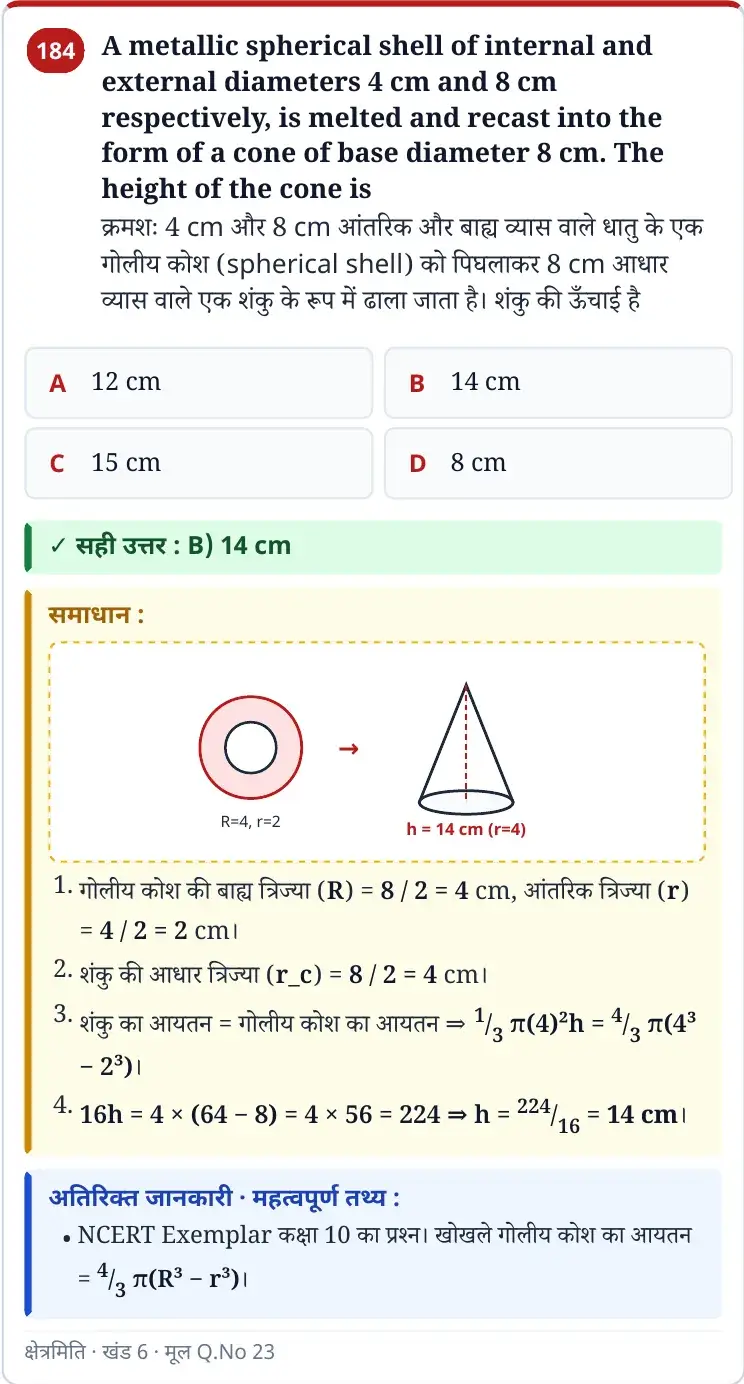 184 A metallic spherical shell of internal and
external diameters 4 cm and 8 cm
respectively, is melted and recast into the
form of a cone of base diameter 8 cm. The
height of the cone is
क्रमशः 4 cm और 8 cm आंतरिक और बाह्य व्यास वाले धातु के एक
गोलीय कोश (spherical shell) को पिघलाकर 8 cm आधार
व्यास वाले एक शंकु के रूप में ढाला जाता है। शंकु की ऊँचाई है
A 12 cm
B 14 cm
C 15 cm
D 8 cm
✓ सही उत्तर : B) 14 cm
समाधान :
→
R=4, r=2
h = 14 cm (r=4)
1. गोलीय कोश की बाह्य त्रिज्या (R) = 8 / 2 = 4 cm, आंतरिक त्रिज्या (r)
= 4 / 2 = 2 cm।
2. शंकु की आधार त्रिज्या (r_c) = 8 / 2 = 4 cm।
3. शंकु का आयतन = गोलीय कोश का आयतन ⇒ ¹/₃ π(4)²h = ⁴/₃ π(4³
− 2³)।
4. 16h = 4 × (64 − 8) = 4 × 56 = 224 ⇒ h = ²²⁴/₁₆ = 14 cm।
अतिरिक्त जानकारी · महत्वपूर्ण तथ्य :
• NCERT Exemplar कक्षा 10 का प्रश्न। खोखले गोलीय कोश का आयतन
= ⁴/₃ π(R³ − r³)।
क्षेत्रमिति · खंड 6 · मूल Q.No 23